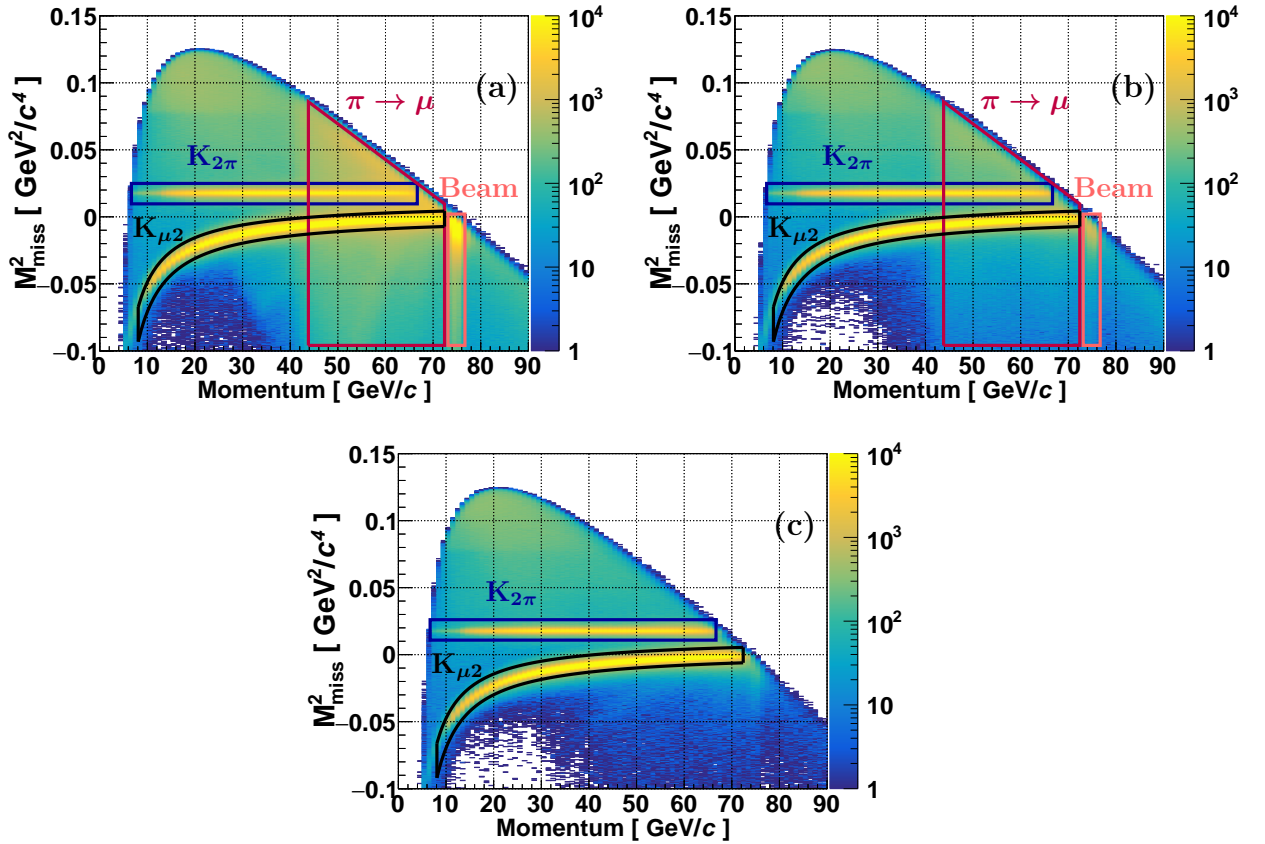 0.15
0.1
0.05
0
−0.05
−0.1
M²miss [ GeV²/c⁴ ]
(a)
π → μ
K2π
Beam
Kμ2
0 10 20 30 40 50 60 70 80 90
Momentum [ GeV/c ]
10⁴
10³
10²
10
1
0.15
0.1
0.05
0
−0.05
−0.1
M²miss [ GeV²/c⁴ ]
(b)
π → μ
K2π
Beam
Kμ2
0 10 20 30 40 50 60 70 80 90
Momentum [ GeV/c ]
10⁴
10³
10²
10
1
0.15
0.1
0.05
0
−0.05
−0.1
M²miss [ GeV²/c⁴ ]
(c)
K2π
Kμ2
0 10 20 30 40 50 60 70 80 90
Momentum [ GeV/c ]
10⁴
10³
10²
10
1